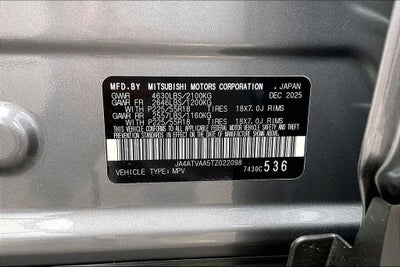 MFD.BY MITSUBISHI MOTORS CORPORATION, JAPAN
GVWR 4630LBS/2100KG DEC 2025
GAWR FR 2646LBS/1200KG
WITH P225/55R18 18X7.0J RIMS
GAWR RR 2557LBS/1160KG
WITH P225/55R18 18X7.0J RIMS
THIS VEHICLE CONFORMS TO ALL APPLICABLE FEDERAL
MOTOR VEHICLE SAFETY AND THEFT PREVENTION STANDARDS
IN EFFECT ON THE DATE OF MANUFACTURE SHOWN ABOVE.
JA4ATVAA5TZ022098 7430C 536
VEHICLE TYPE: MPV